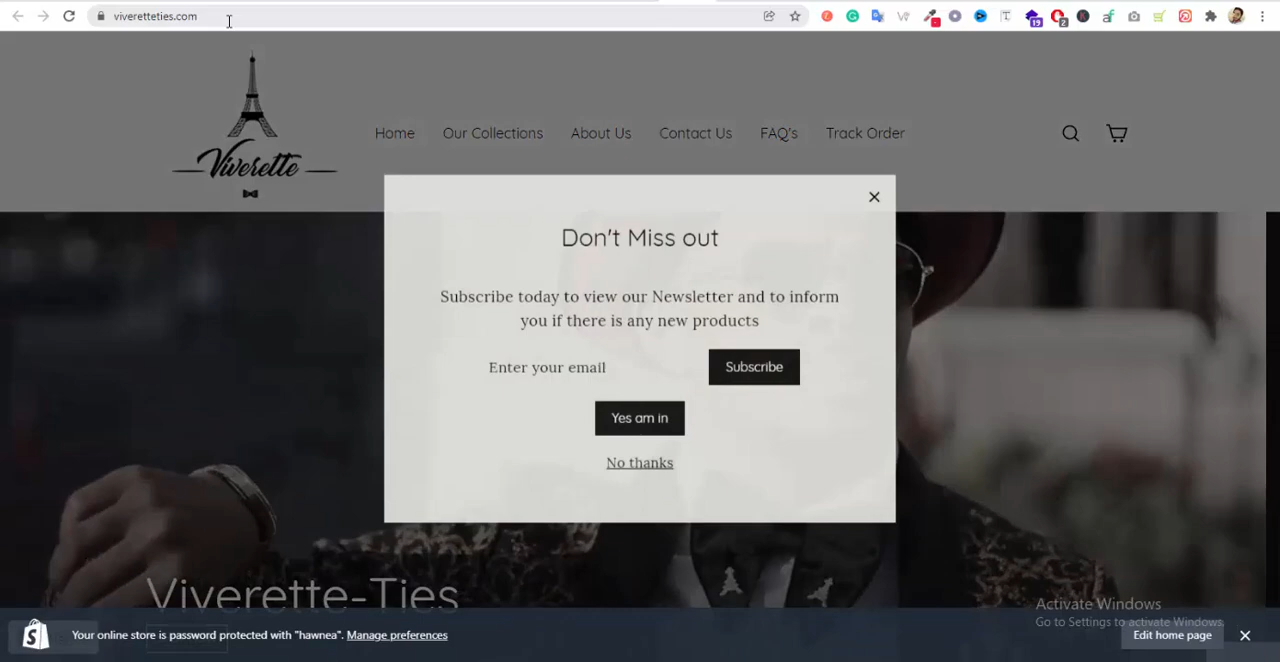 viveretteties.com
19
2
Viverette
Home Our Collections About Us Contact Us FAQ's Track Order
Don't Miss out
Subscribe today to view our Newsletter and to inform
you if there is any new products
Enter your email Subscribe
Yes am in
No thanks
Viverette-Ties
Activate Windows
Go to Settings to activate Windows.
Your online store is password protected with "hawnea". Manage preferences
Edit home page